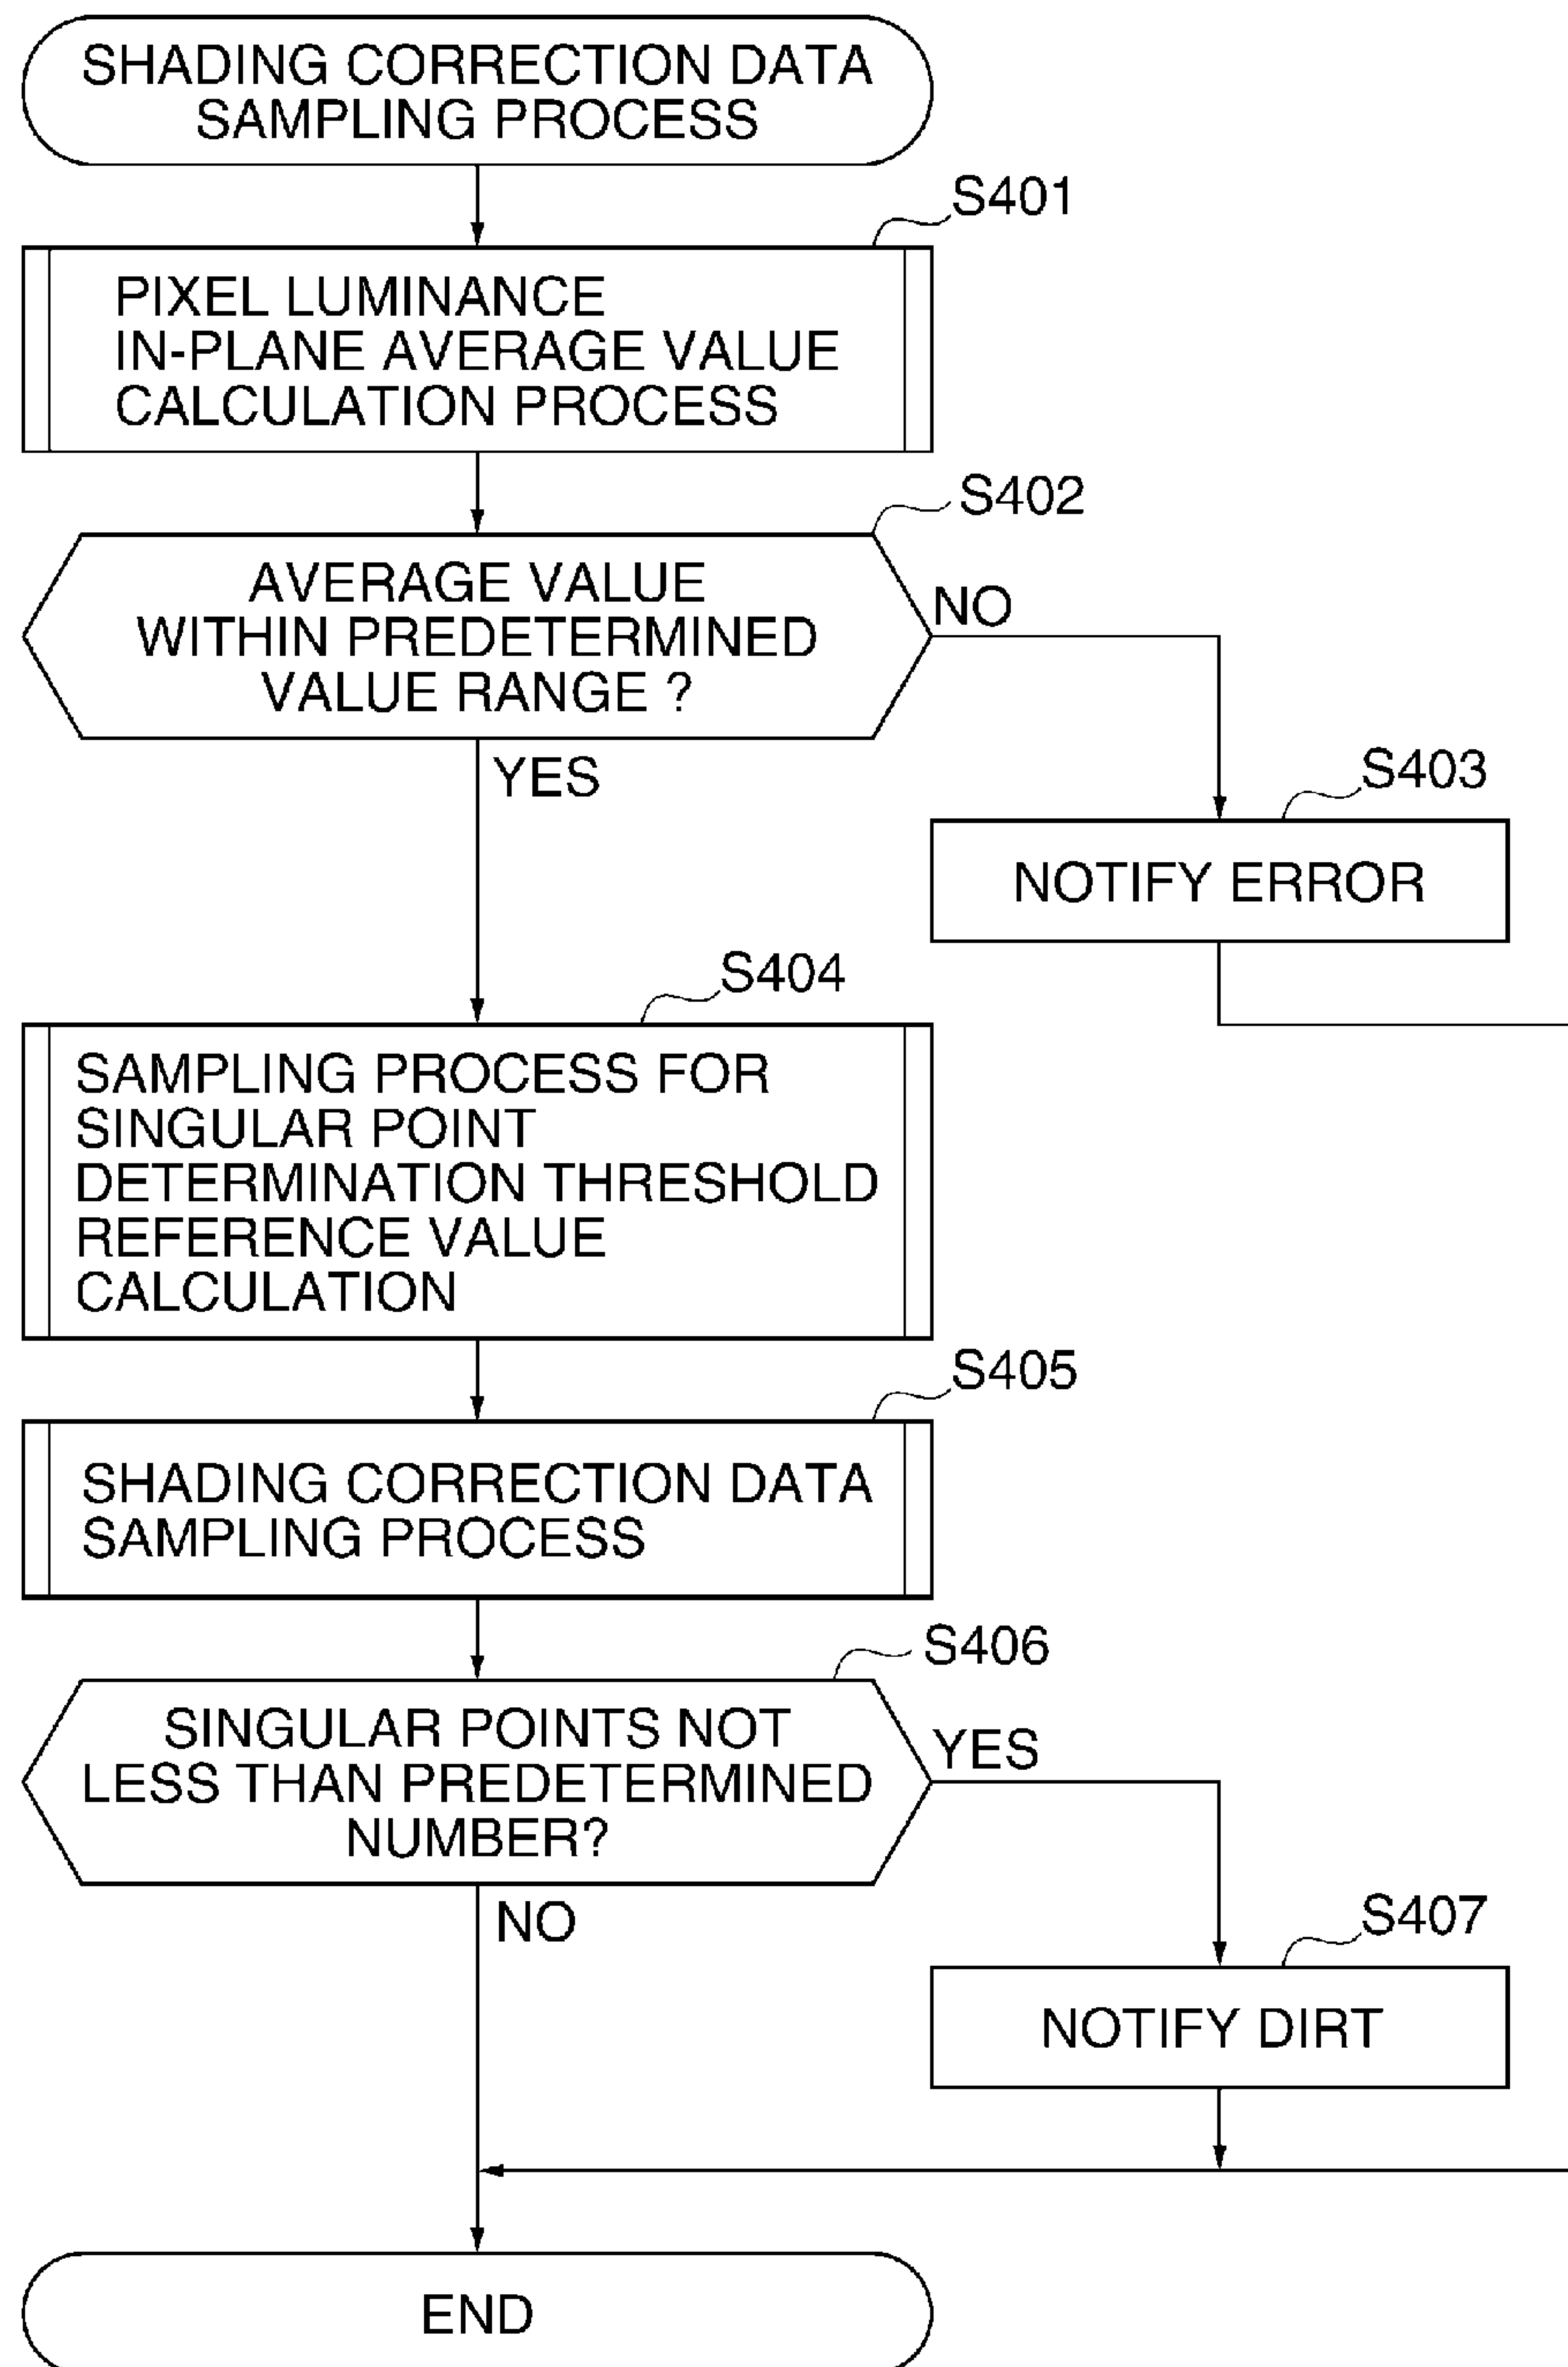 SHADING CORRECTION DATA
SAMPLING PROCESS
S401
PIXEL LUMINANCE
IN-PLANE AVERAGE VALUE
CALCULATION PROCESS
S402
AVERAGE VALUE
WITHIN PREDETERMINED
VALUE RANGE ?
NO
YES
S403
NOTIFY ERROR
S404
SAMPLING PROCESS FOR
SINGULAR POINT
DETERMINATION THRESHOLD
REFERENCE VALUE
CALCULATION
S405
SHADING CORRECTION DATA
SAMPLING PROCESS
S406
SINGULAR POINTS NOT
LESS THAN PREDETERMINED
NUMBER?
YES
NO
S407
NOTIFY DIRT
END